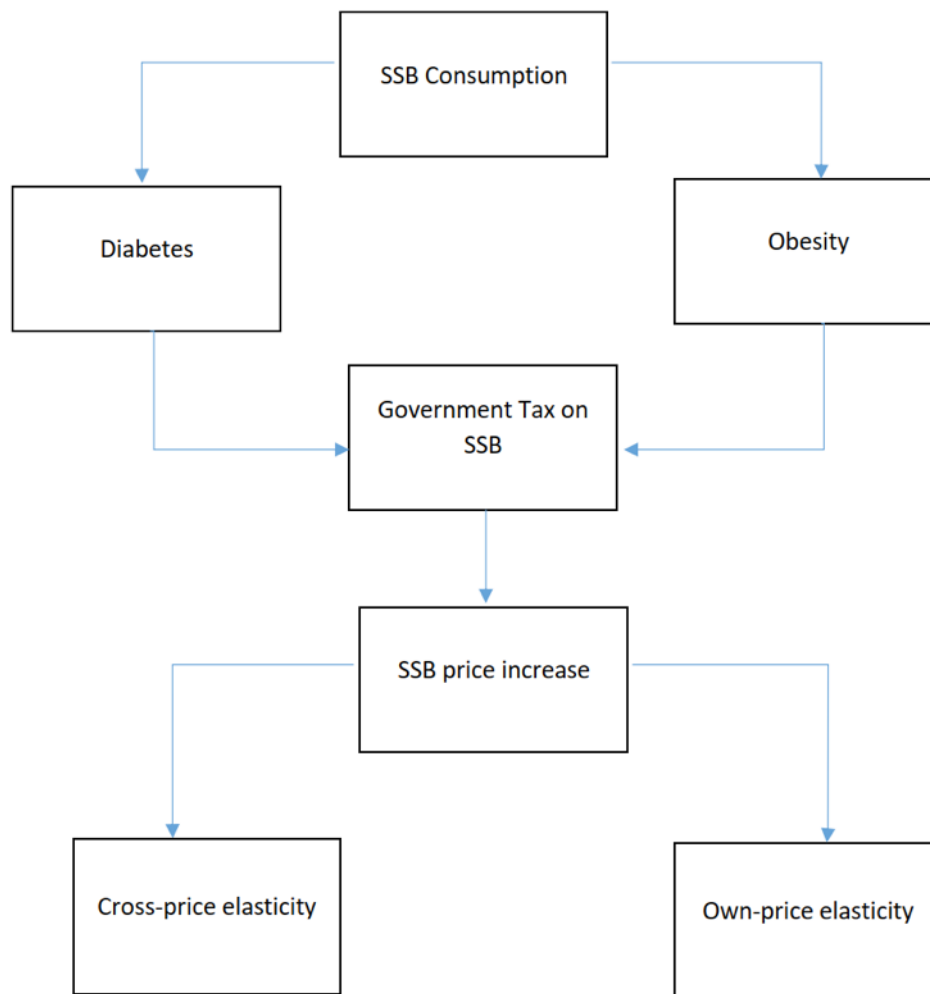 SSB Consumption
Diabetes
Obesity
Government Tax on
SSB
SSB price increase
Cross-price elasticity
Own-price elasticity